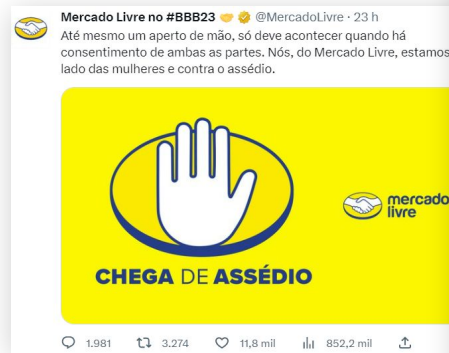 Mercado Livre no #BBB23 🤝 @MercadoLivre · 23 h
Até mesmo um aperto de mão, só deve acontecer quando há
consentimento de ambas as partes. Nós, do Mercado Livre, estamos
lado das mulheres e contra o assédio.
CHEGA DE ASSÉDIO
mercado
livre
1.981 3.274 11,8 mil 852,2 mil